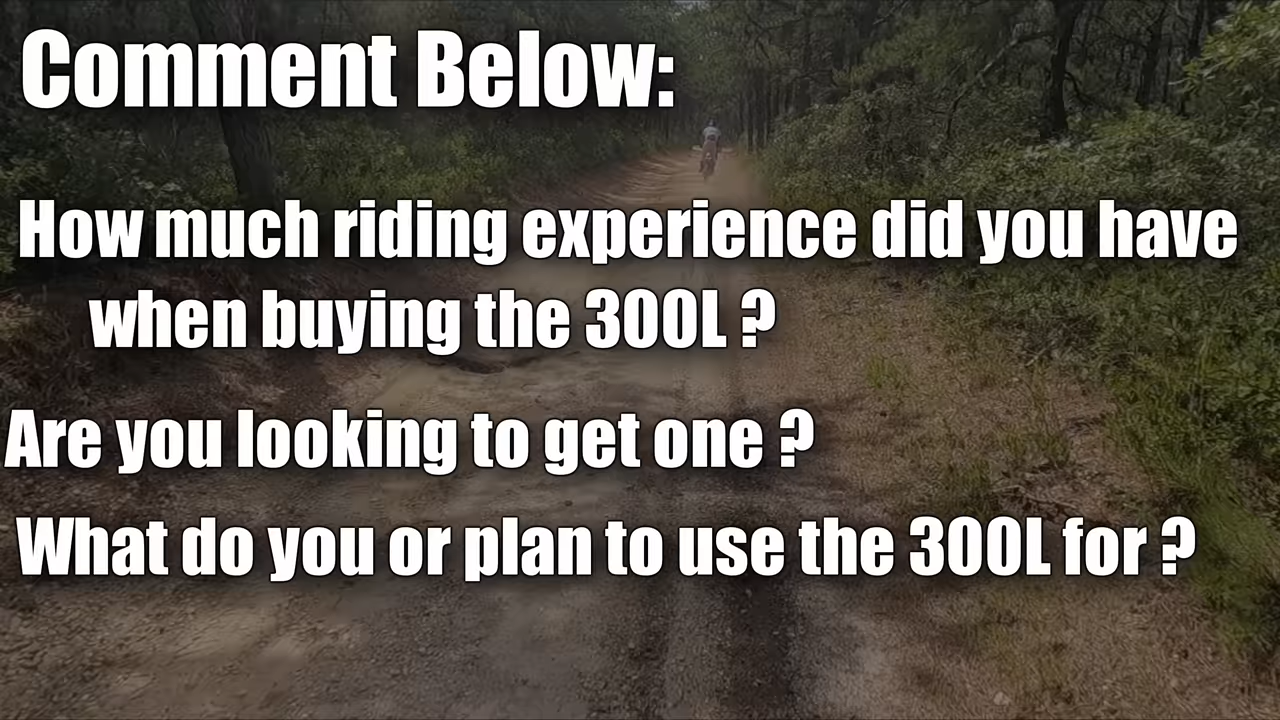 Comment Below:
How much riding experience did you have
when buying the 300L ?
Are you looking to get one ?
What do you or plan to use the 300L for ?